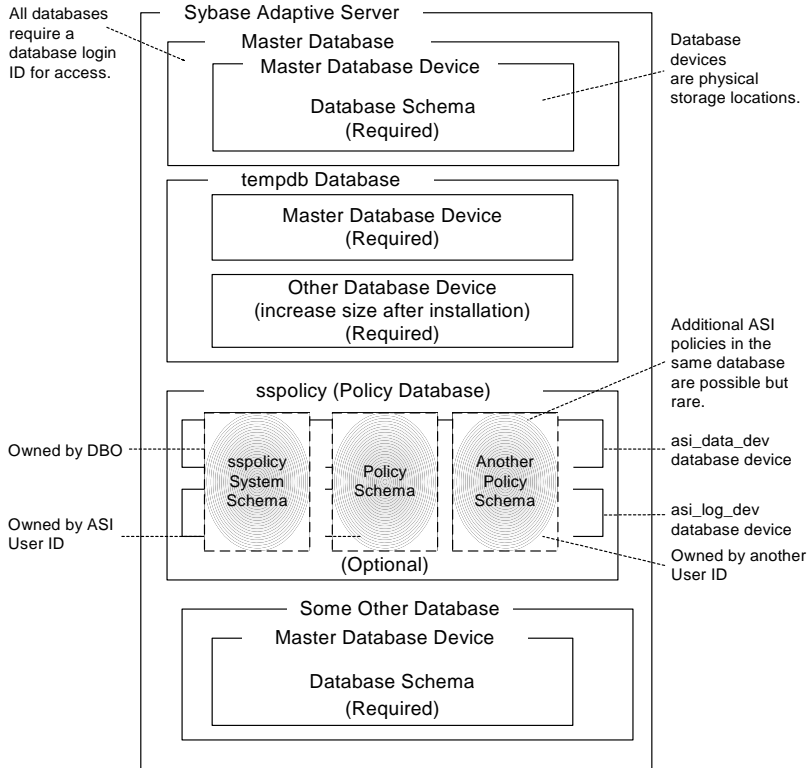 All databases
require a
database login
ID for access.
Sybase Adaptive Server
Master Database
Master Database Device
Database Schema
(Required)
Database
devices
are physical
storage locations.
tempdb Database
Master Database Device
(Required)
Other Database Device
(increase size after installation)
(Required)
Additional ASI
policies in the
same database
are possible but
rare.
sspolicy (Policy Database)
Owned by DBO
Owned by ASI
User ID
sspolicy
System
Schema
Policy
Schema
Another
Policy
Schema
(Optional)
asi_data_dev
database device
asi_log_dev
database device
Owned by another
User ID
Some Other Database
Master Database Device
Database Schema
(Required)